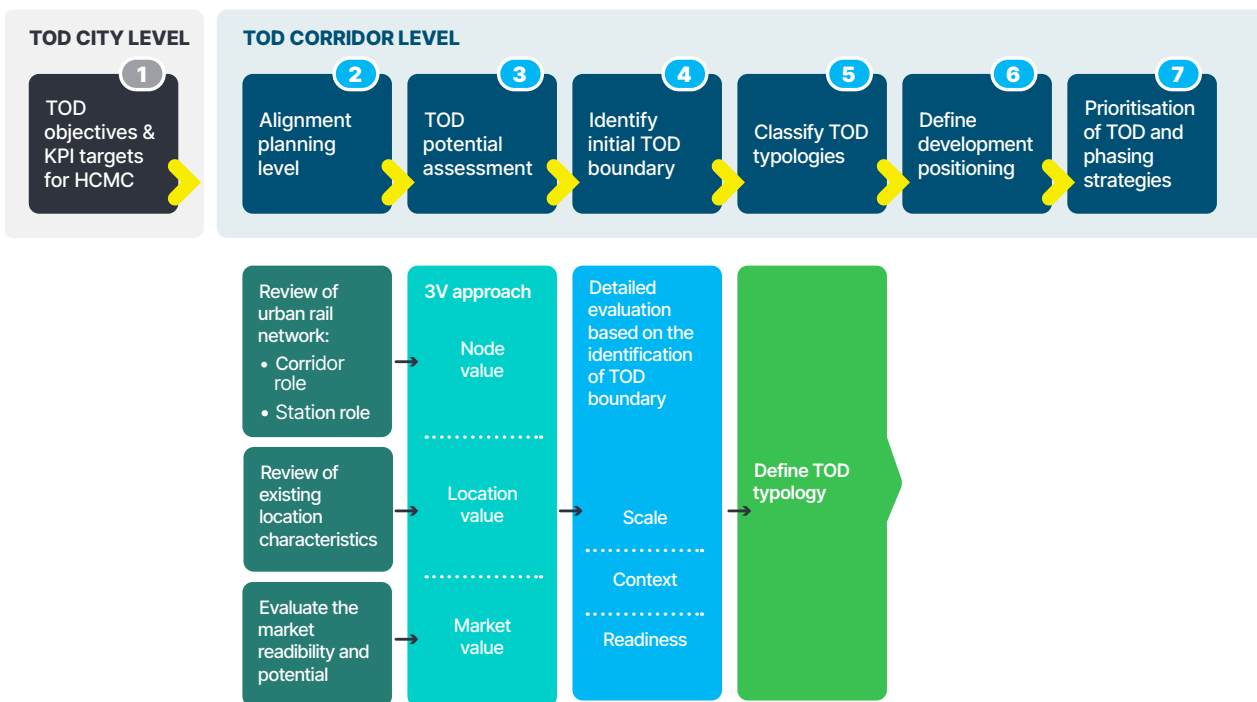 TOD CITY LEVEL
TOD CORRIDOR LEVEL
1
TOD
objectives &
KPI targets
for HCMC
2
Alignment
planning
level
3
TOD
potential
assessment
4
Identify
initial TOD
boundary
5
Classify TOD
typologies
6
Define
development
positioning
7
Prioritisation
of TOD and
phasing
strategies
Review of
urban rail
network:
• Corridor
role
• Station role
Review of
existing
location
characteristics
Evaluate the
market
readibility and
potential
3V approach
Node
value
Location
value
Market
value
Detailed
evaluation
based on the
identification
of TOD
boundary
Scale
Context
Readiness
Define TOD
typology